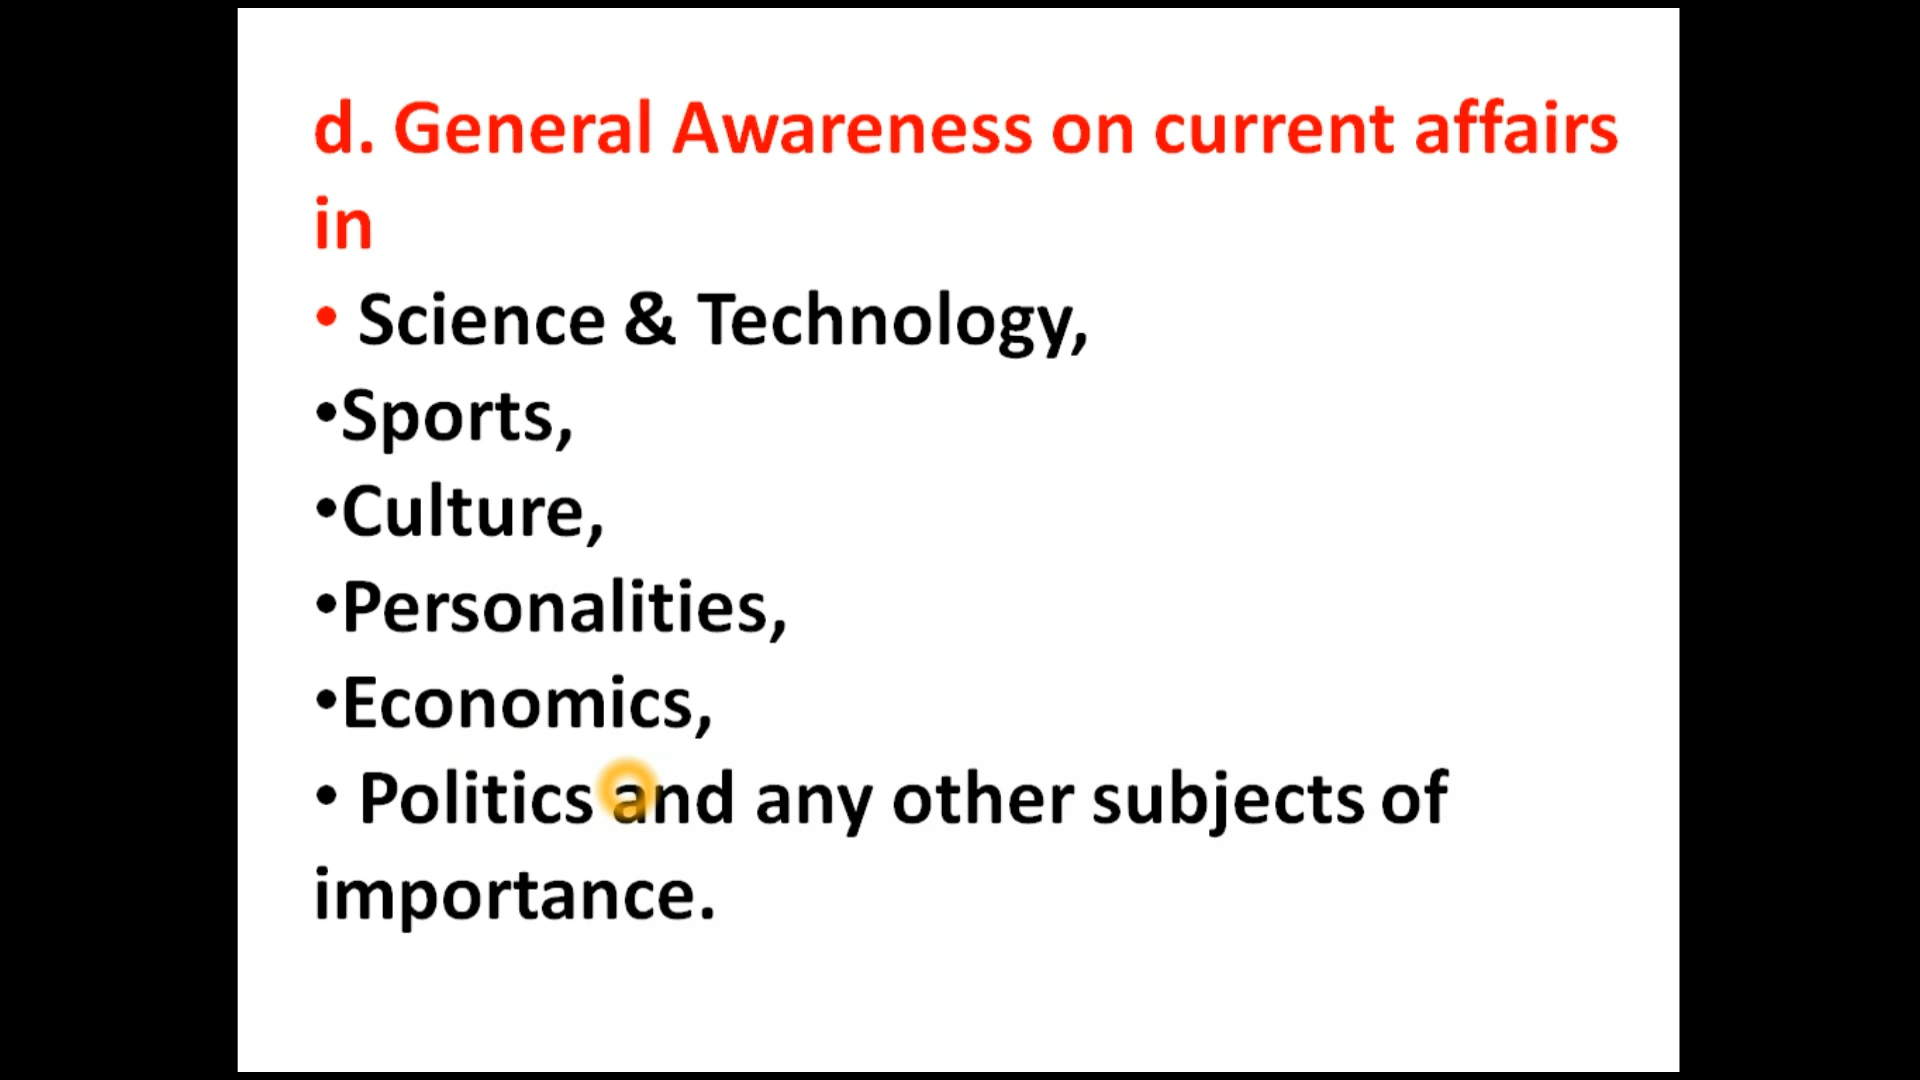 d. General Awareness on current affairs
in
• Science & Technology,
•Sports,
•Culture,
•Personalities,
•Economics,
• Politics and any other subjects of
importance.